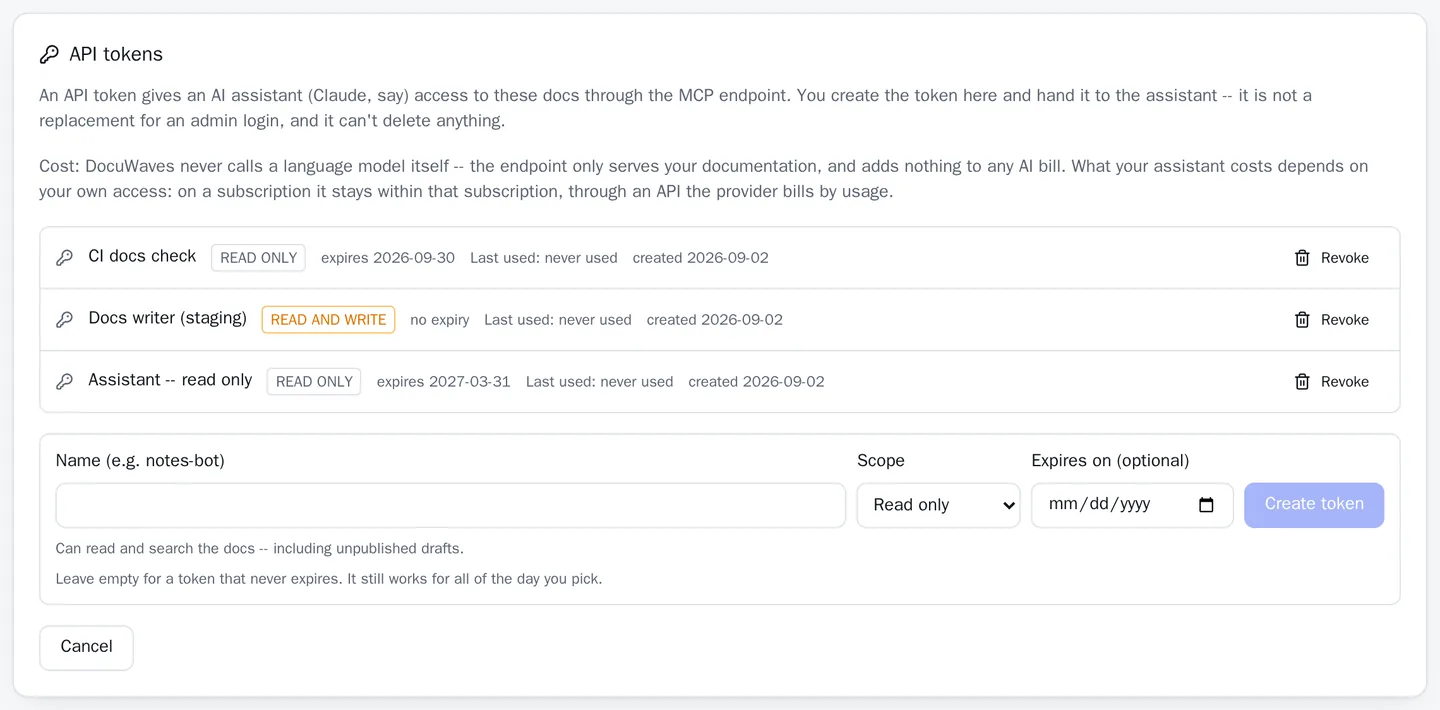 API tokens
An API token gives an AI assistant (Claude, say) access to these docs through the MCP endpoint. You create the token here and hand it to the assistant -- it is not a
replacement for an admin login, and it can't delete anything.
Cost: DocuWaves never calls a language model itself -- the endpoint only serves your documentation, and adds nothing to any AI bill. What your assistant costs depends on
your own access: on a subscription it stays within that subscription, through an API the provider bills by usage.
CI docs check READ ONLY expires 2026-09-30 Last used: never used created 2026-09-02 Revoke
Docs writer (staging) READ AND WRITE no expiry Last used: never used created 2026-09-02 Revoke
Assistant -- read only READ ONLY expires 2027-03-31 Last used: never used created 2026-09-02 Revoke
Name (e.g. notes-bot) Scope Expires on (optional)
Read only mm/dd/yyyy Create token
Can read and search the docs -- including unpublished drafts.
Leave empty for a token that never expires. It still works for all of the day you pick.
Cancel